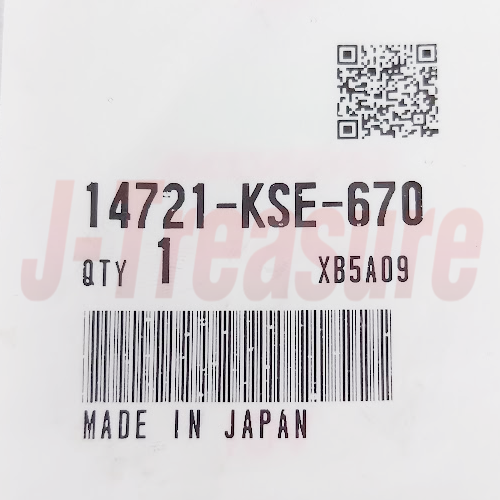 14721-KSE-670
J-Treasure
QTY 1 XB5A09
MADE IN JAPAN